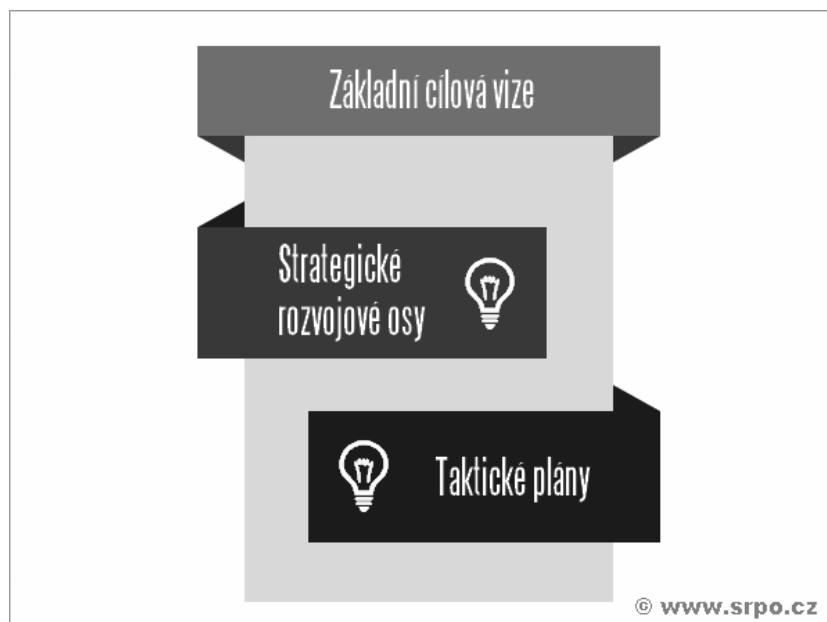 Základní cílová vize
Strategické
rozvojové osy
Taktické plány
© www.srpo.cz